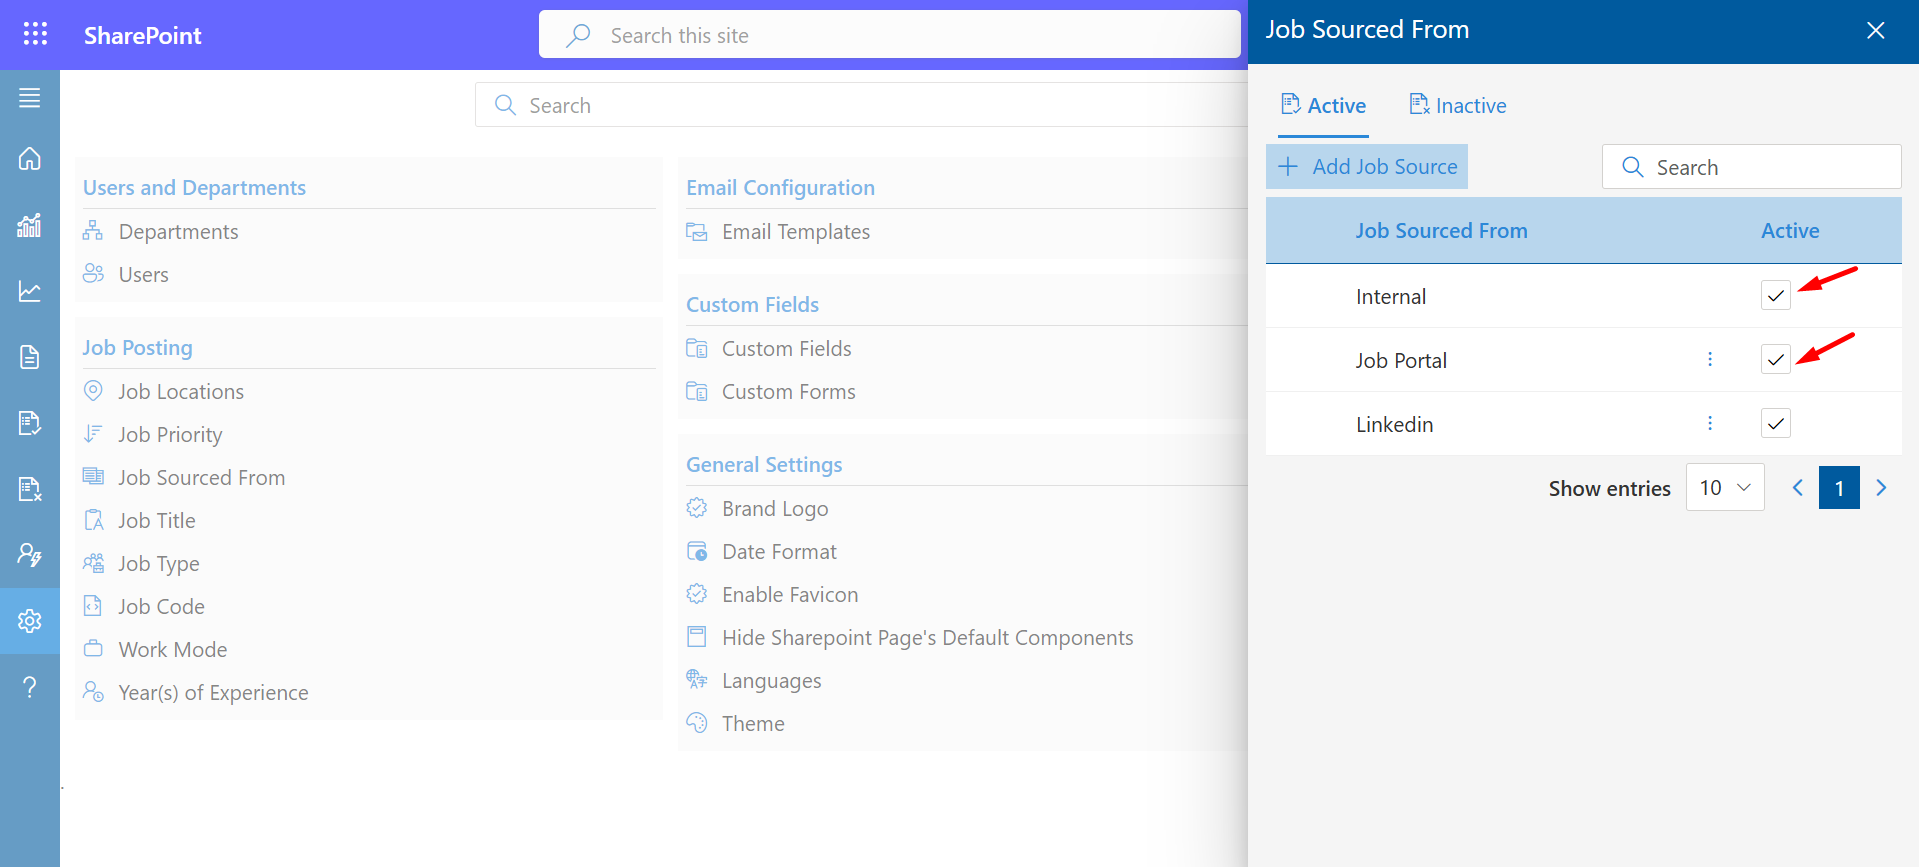 SharePoint
Search this site
Search
Users and Departments
Departments
Users
Job Posting
Job Locations
Job Priority
Job Sourced From
Job Title
Job Type
Job Code
Work Mode
Year(s) of Experience
Email Configuration
Email Templates
Custom Fields
Custom Fields
Custom Forms
General Settings
Brand Logo
Date Format
Enable Favicon
Hide Sharepoint Page's Default Components
Languages
Theme
Job Sourced From
Active Inactive
Add Job Source Search
Job Sourced From Active
Internal
Job Portal
Linkedin
Show entries 10 1